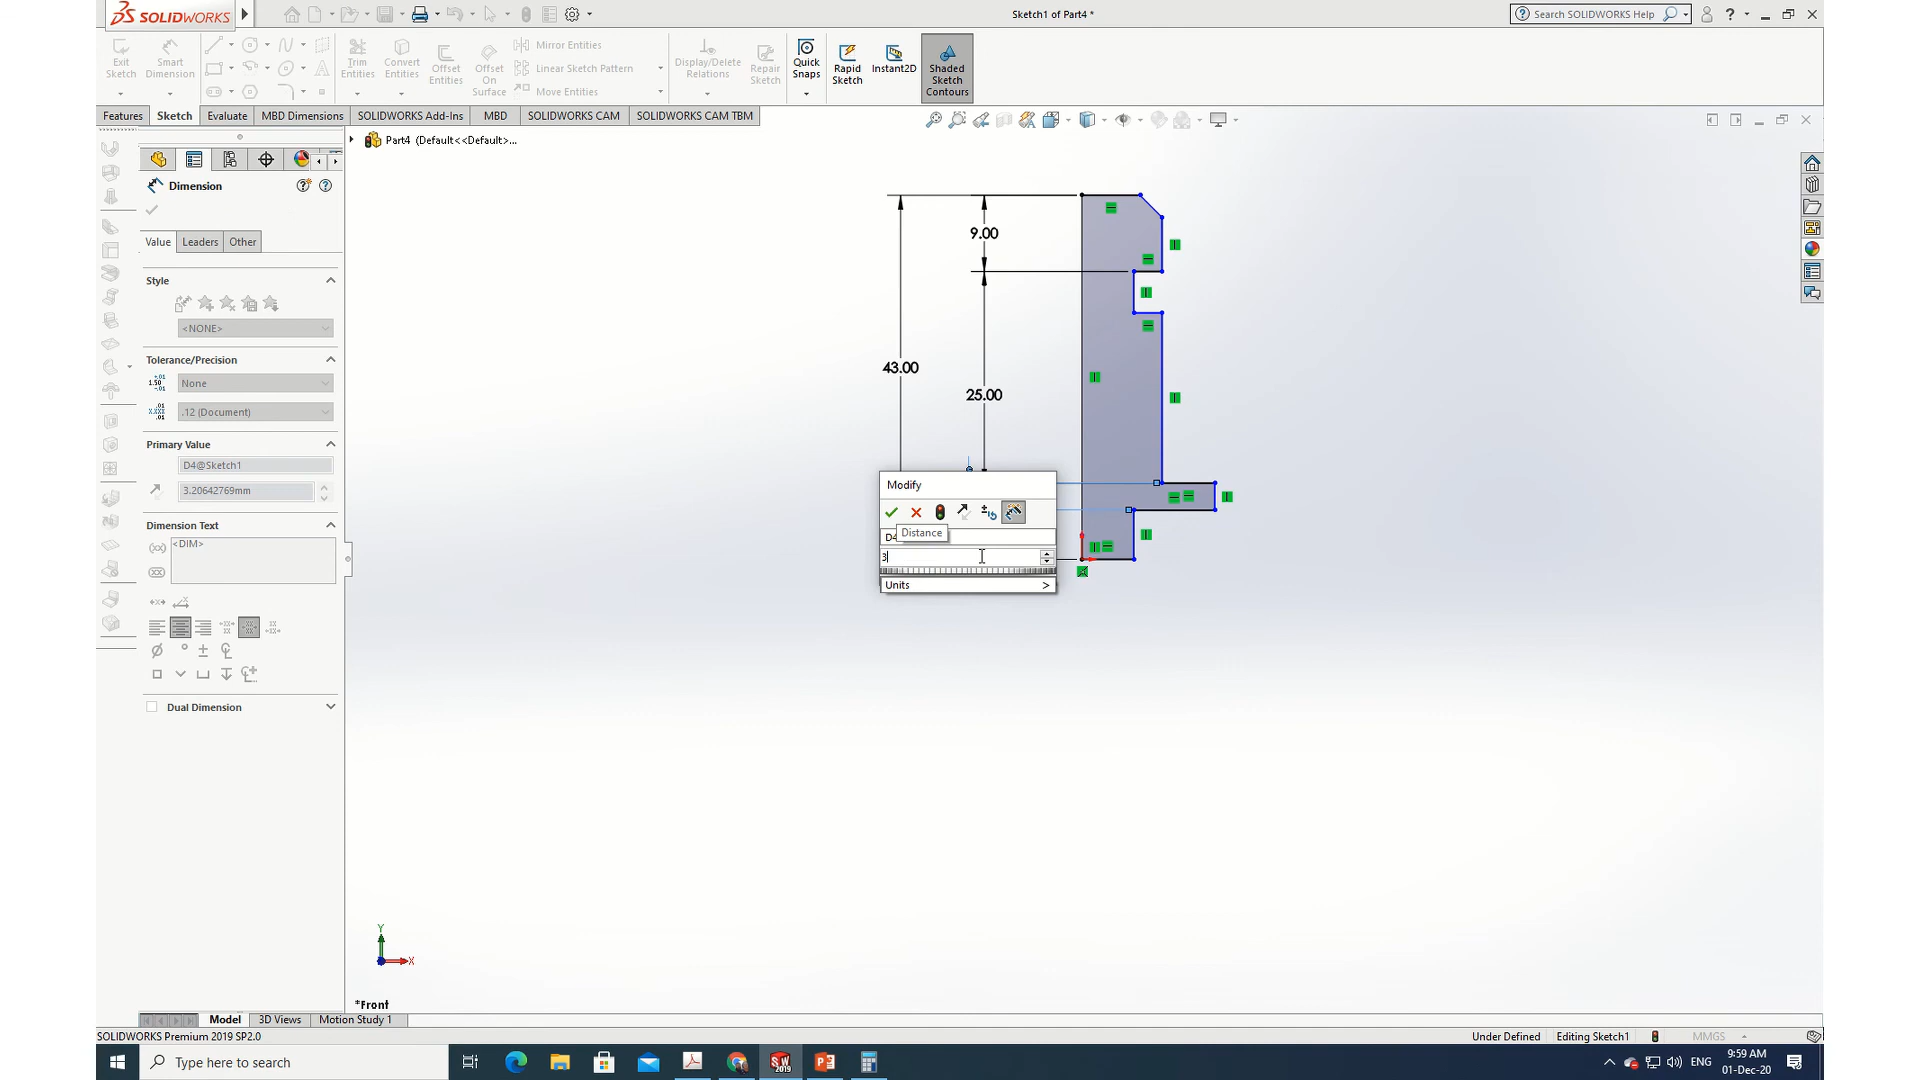 SOLIDWORKS
Sketch1 of Part4 *
Search SOLIDWORKS Help
Exit Sketch
Smart Dimension
Trim Entities
Convert Entities
Offset Entities
Offset On Surface
Mirror Entities
Linear Sketch Pattern
Move Entities
Display/Delete Relations
Repair Sketch
Quick Snaps
Rapid Sketch
Instant2D
Shaded Sketch Contours
Features
Sketch
Evaluate
MBD Dimensions
SOLIDWORKS Add-Ins
MBD
SOLIDWORKS CAM
SOLIDWORKS CAM TBM
Part4 (Default<<Default>...
Dimension
Value
Leaders
Other
Style
<NONE>
Tolerance/Precision
None
.12 (Document)
Primary Value
D4@Sketch1
3.20642769mm
Dimension Text
<DIM>
Dual Dimension
9.00
43.00
25.00
Modify
Distance
D4
3
Units >
Y
X
*Front
Model
3D Views
Motion Study 1
SOLIDWORKS Premium 2019 SP2.0
Under Defined
Editing Sketch1
MMGS
Type here to search
ENG
9:59 AM
01-Dec-20